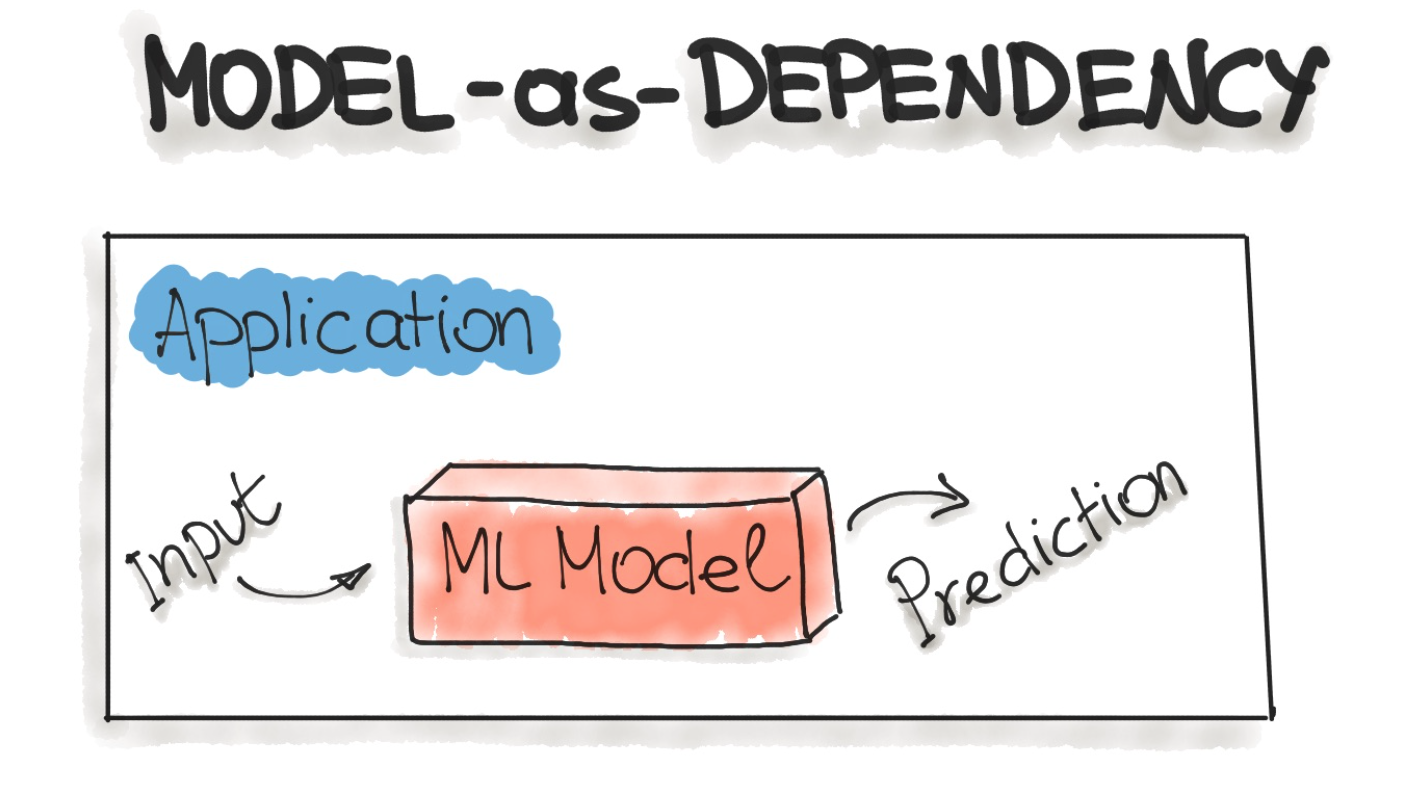 MODEL-as-DEPENDENCY
Application
Input
ML Model
Prediction